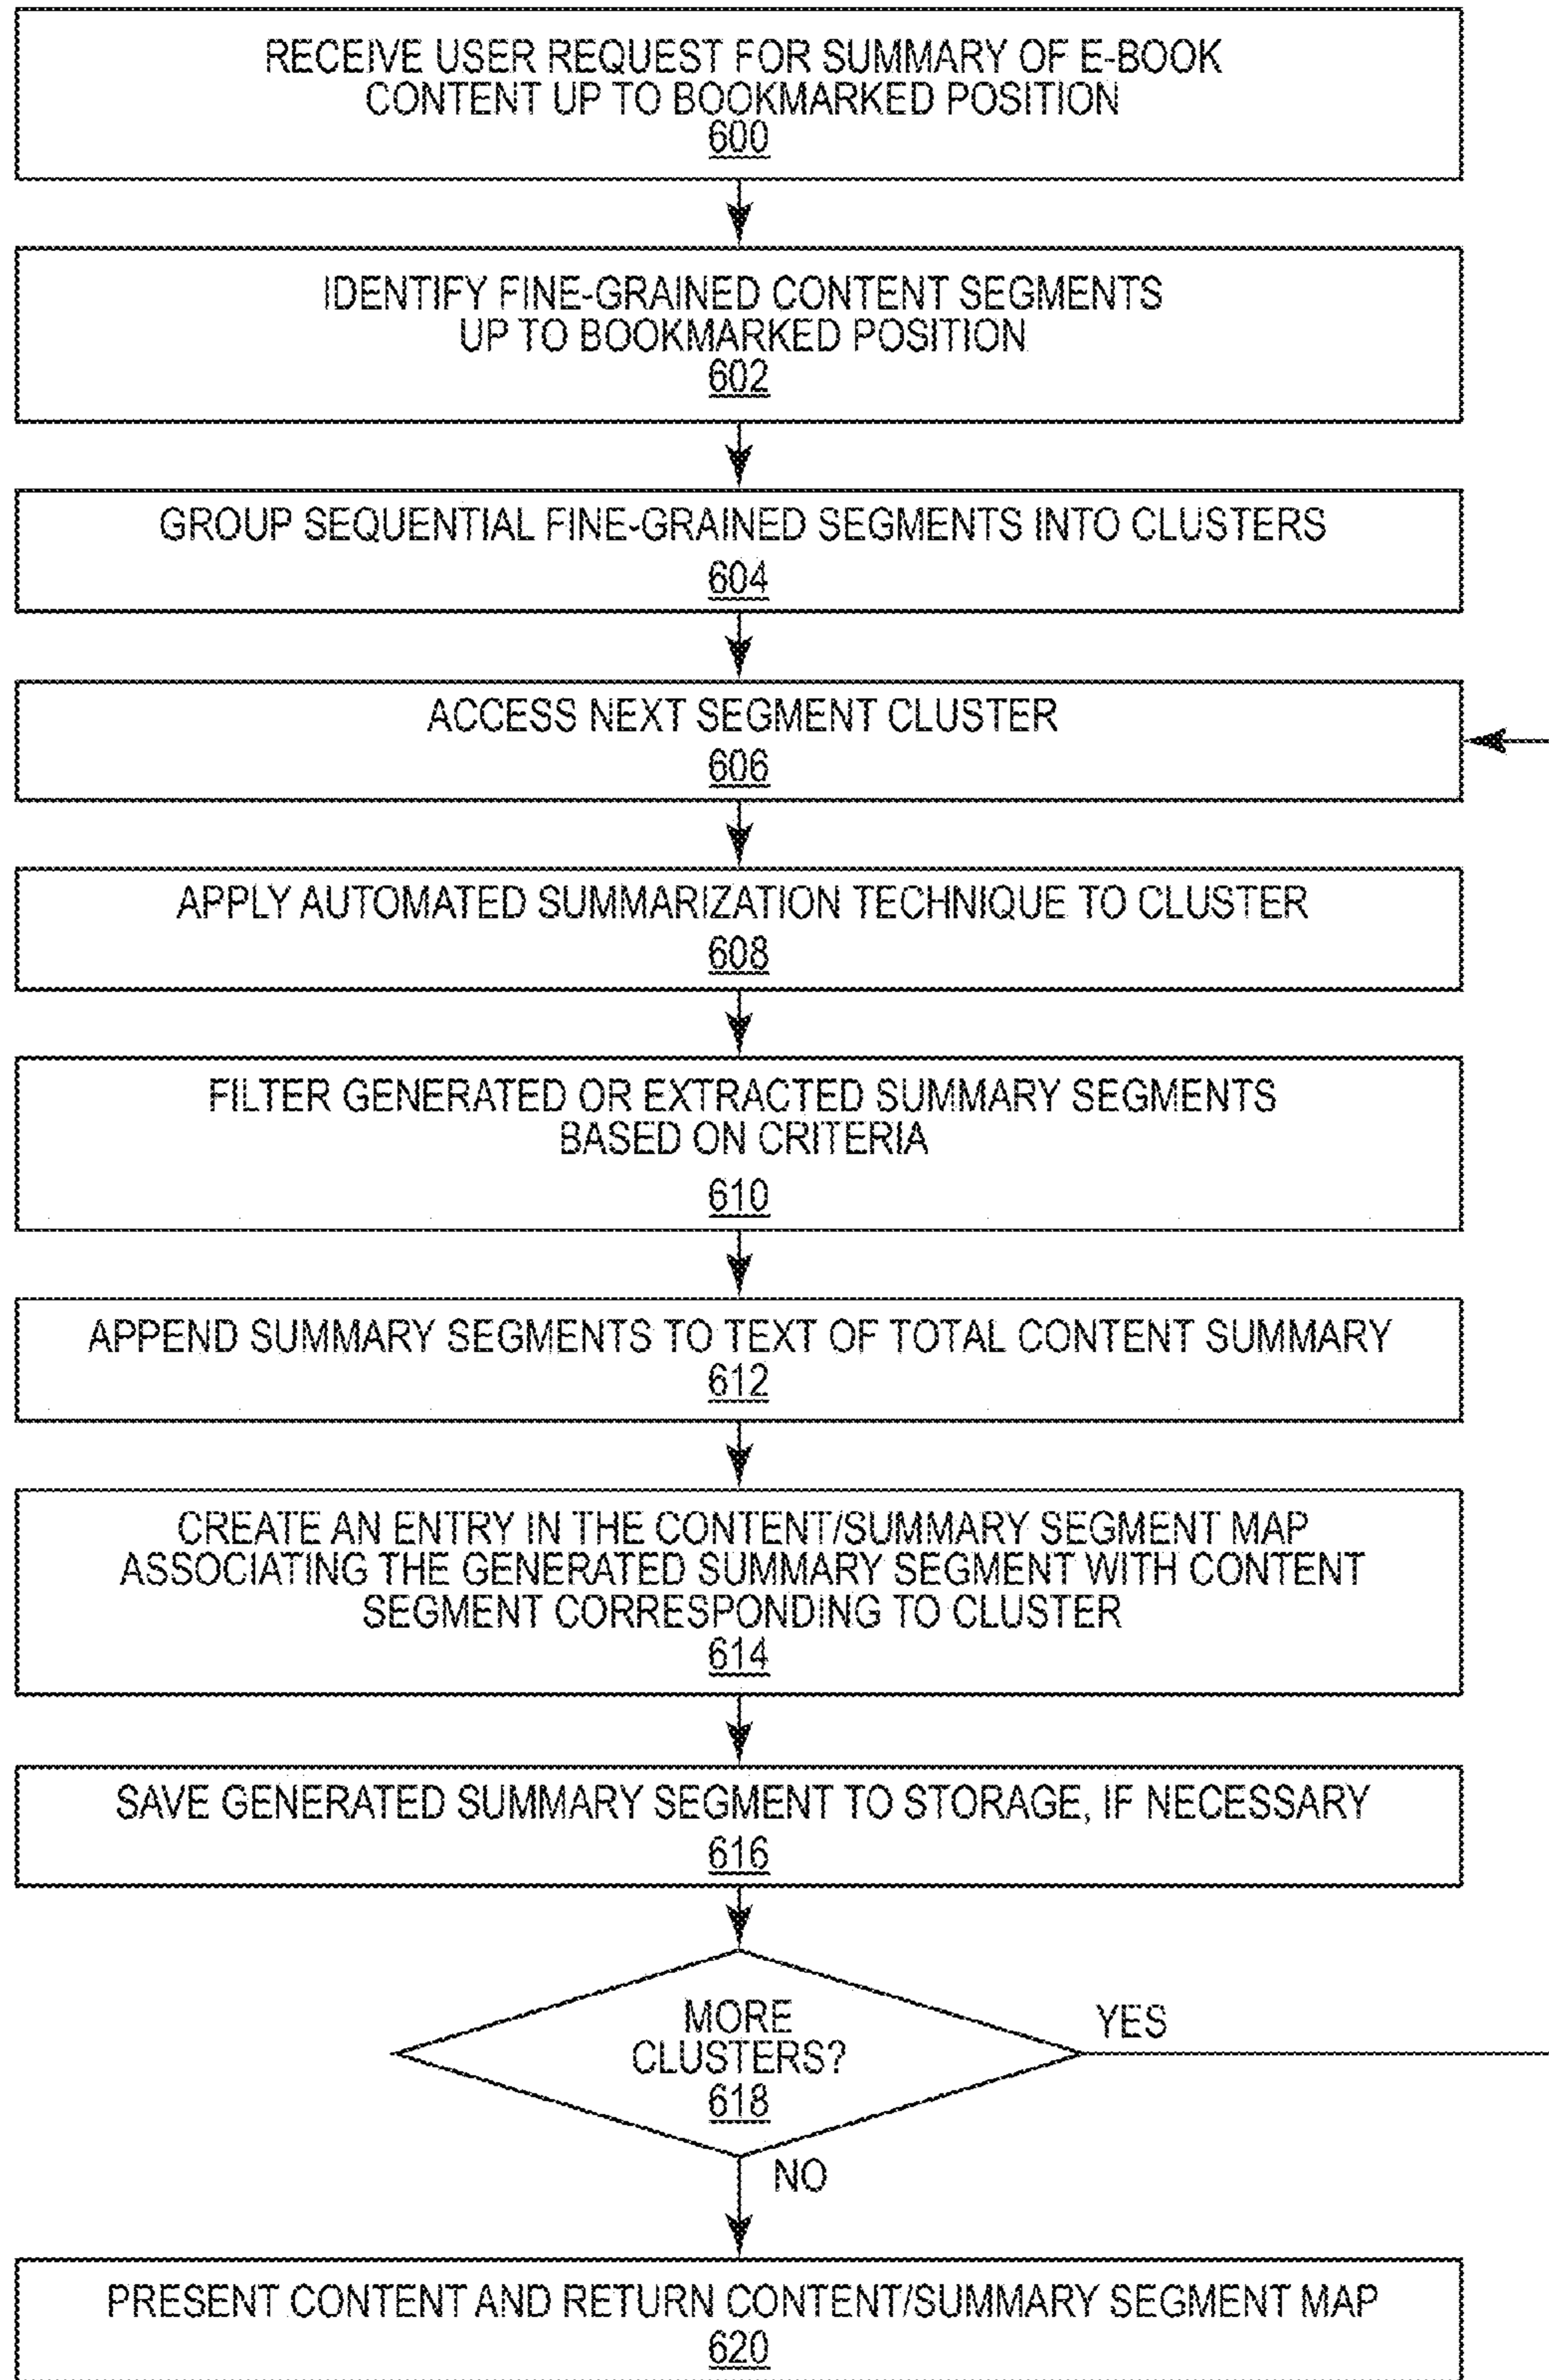 RECEIVE USER REQUEST FOR SUMMARY OF E-BOOK
CONTENT UP TO BOOKMARKED POSITION
600
IDENTIFY FINE-GRAINED CONTENT SEGMENTS
UP TO BOOKMARKED POSITION
602
GROUP SEQUENTIAL FINE-GRAINED SEGMENTS INTO CLUSTERS
604
ACCESS NEXT SEGMENT CLUSTER
606
APPLY AUTOMATED SUMMARIZATION TECHNIQUE TO CLUSTER
608
FILTER GENERATED OR EXTRACTED SUMMARY SEGMENTS
BASED ON CRITERIA
610
APPEND SUMMARY SEGMENTS TO TEXT OF TOTAL CONTENT SUMMARY
612
CREATE AN ENTRY IN THE CONTENT/SUMMARY SEGMENT MAP
ASSOCIATING THE GENERATED SUMMARY SEGMENT WITH CONTENT
SEGMENT CORRESPONDING TO CLUSTER
614
SAVE GENERATED SUMMARY SEGMENT TO STORAGE, IF NECESSARY
616
MORE
CLUSTERS?
618
YES
NO
PRESENT CONTENT AND RETURN CONTENT/SUMMARY SEGMENT MAP
620